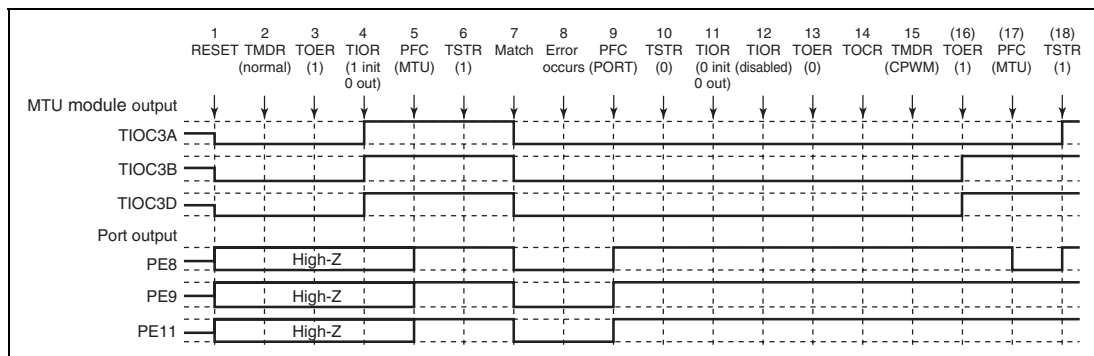 1 2 3 4 5 6 7 8 9 10 11 12 13 14 15 (16) (17) (18)
RESET TMDR TOER TIOR PFC TSTR Match Error PFC TSTR TIOR TIOR TOER TOCR TMDR TOER PFC TSTR
(normal) (1) (1 init (MTU) (1) occurs (PORT) (0) (0 init (disabled) (0) (CPWM) (1) (MTU) (1)
0 out) 0 out)
MTU module output
TIOC3A
TIOC3B
TIOC3D
Port output
PE8 High-Z
PE9 High-Z
PE11 High-Z